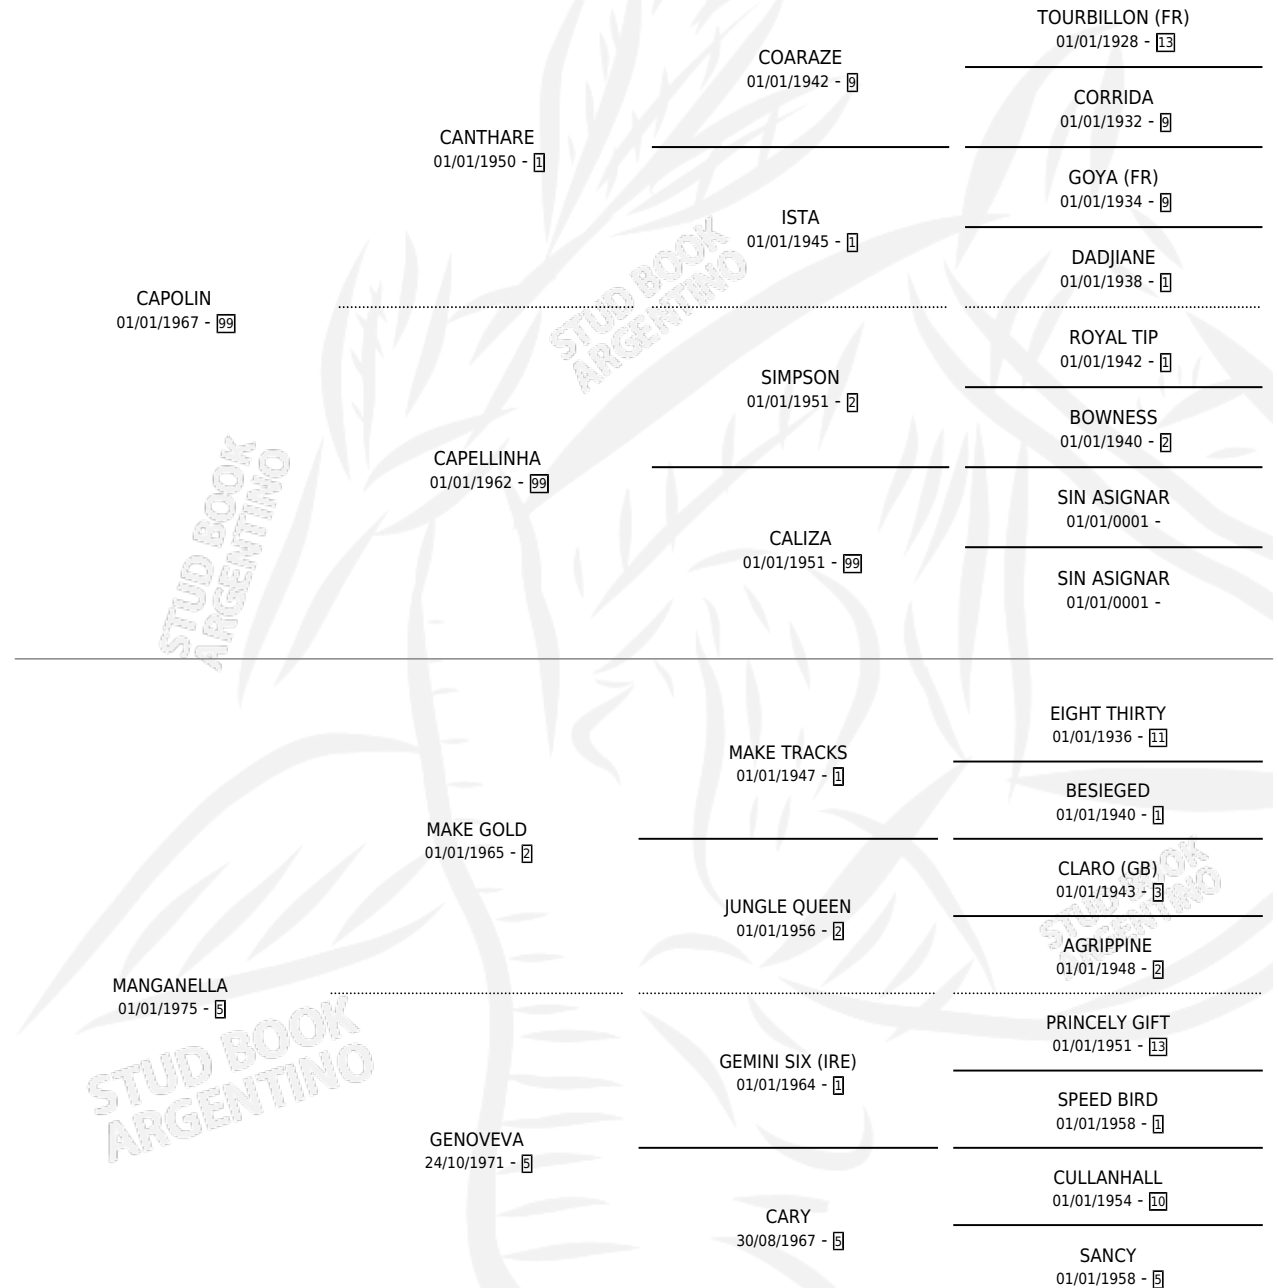 TOURBILLON (FR)
01/01/1928 - 13
COARAZE
01/01/1942 - 9
CORRIDA
01/01/1932 - 9
CANTHARE
01/01/1950 - 1
GOYA (FR)
01/01/1934 - 9
ISTA
01/01/1945 - 1
DADJIANE
01/01/1938 - 1
CAPOLIN
01/01/1967 - 99
ROYAL TIP
01/01/1942 - 1
SIMPSON
01/01/1951 - 2
BOWNESS
01/01/1940 - 2
CAPELLINHA
01/01/1962 - 99
SIN ASIGNAR
01/01/0001 -
CALIZA
01/01/1951 - 99
SIN ASIGNAR
01/01/0001 -
EIGHT THIRTY
01/01/1936 - 11
MAKE TRACKS
01/01/1947 - 1
BESIEGED
01/01/1940 - 1
MAKE GOLD
01/01/1965 - 2
CLARO (GB)
01/01/1943 - 3
JUNGLE QUEEN
01/01/1956 - 2
AGRIPPINE
01/01/1948 - 2
MANGANELLA
01/01/1975 - 5
PRINCELY GIFT
01/01/1951 - 13
GEMINI SIX (IRE)
01/01/1964 - 1
SPEED BIRD
01/01/1958 - 1
GENOVEVA
24/10/1971 - 5
CULLANHALL
01/01/1954 - 10
CARY
30/08/1967 - 5
SANCY
01/01/1958 - 5
STUD BOOK
ARGENTINO
STUD BOOK
ARGENTINO
STUD BOOK
ARGENTINO
STUD BOOK
ARGENTINO